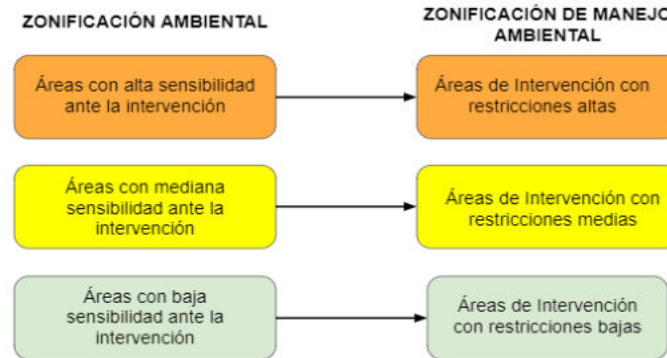 ZONIFICACIÓN AMBIENTAL
ZONIFICACIÓN DE MANEJO
AMBIENTAL
Áreas con alta sensibilidad
ante la intervención
Áreas de Intervención con
restricciones altas
Áreas con mediana
sensibilidad ante la
intervención
Áreas de Intervención con
restricciones medias
Áreas con baja
sensibilidad ante la
intervención
Áreas de Intervención
con restricciones bajas